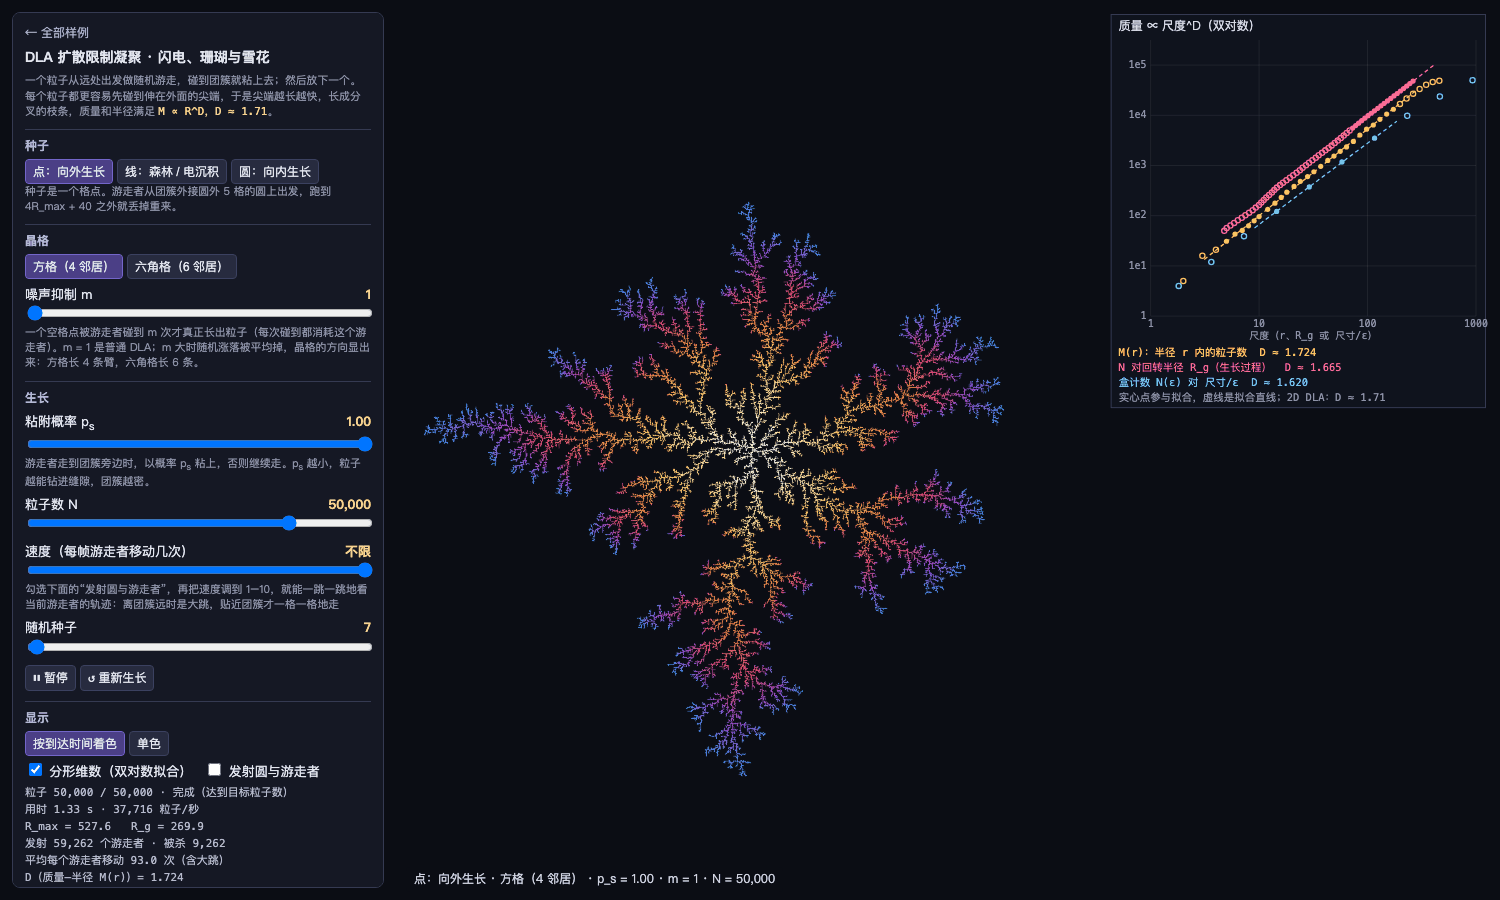 ← 全部样例
DLA 扩散限制凝聚 · 闪电、珊瑚与雪花
一个粒子从远处出发做随机游走，碰到团簇就粘上去；然后放下一个。
每个粒子都更容易先碰到伸在外面的尖端，于是尖端越长越快，长成分
叉的枝条，质量和半径满足 M ∝ R^D, D ≈ 1.71。
种子
点：向外生长
线：森林 / 电沉积
圆：向内生长
种子是一个格点。游走者从团簇外接圆外 5 格的圆上出发，跑到
4R_max + 40 之外就丢掉重来。
晶格
方格（4 邻居）
六角格（6 邻居）
噪声抑制 m 1
一个空格点被游走者碰到 m 次才真正长出粒子（每次碰到都消耗这个游
走者）。m = 1 是普通 DLA；m 大时随机涨落被平均掉，晶格的方向显出
来：方格长 4 条臂，六角格长 6 条。
生长
粘附概率 pₛ 1.00
游走者走到团簇旁边时，以概率 pₛ 粘上，否则继续走。pₛ 越小，粒子
越能钻进缝隙，团簇越密。
粒子数 N 50,000
速度（每帧游走者移动几次） 不限
勾选下面的“发射圆与游走者”，再把速度调到 1–10，就能一跳一跳地看
当前游走者的轨迹：离团簇远时是大跳，贴近团簇才一格一格地走
随机种子 7
⏸ 暂停
↺ 重新生长
显示
按到达时间着色
单色
分形维数（双对数拟合）
发射圆与游走者
粒子 50,000 / 50,000 · 完成（达到目标粒子数）
用时 1.33 s · 37,716 粒子/秒
R_max = 527.6 R_g = 269.9
发射 59,262 个游走者 · 被杀 9,262
平均每个游走者移动 93.0 次（含大跳）
D（质量–半径 M(r)）= 1.724
点：向外生长 · 方格（4 邻居） · p_s = 1.00 · m = 1 · N = 50,000
质量 ∝ 尺度^D（双对数）
1e5
1e4
1e3
1e2
1e1
1
1 10 100 1000
尺度（r、R_g 或 尺寸/ε）
M(r)：半径 r 内的粒子数 D ≈ 1.724
N 对回转半径 R_g（生长过程） D ≈ 1.665
盒计数 N(ε) 对 尺寸/ε D ≈ 1.620
实心点参与拟合，虚线是拟合直线；2D DLA：D ≈ 1.71